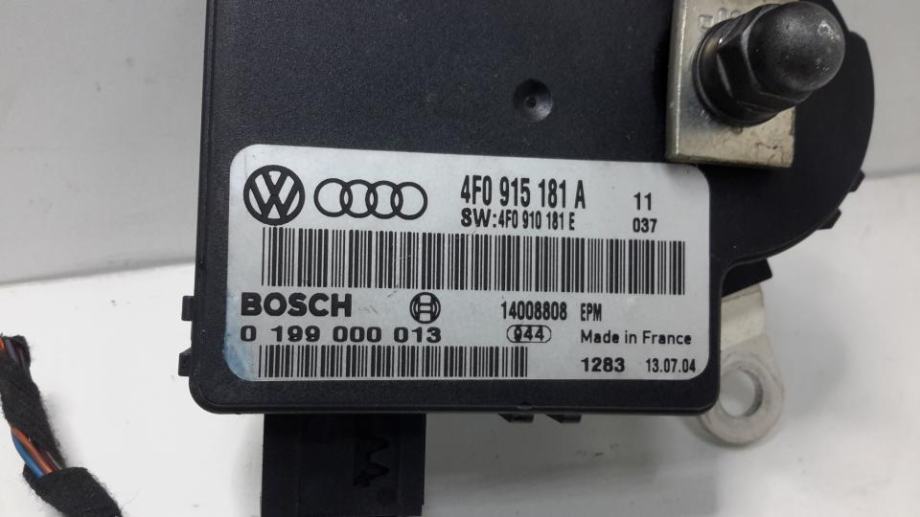 4F0 915 181 A 11
SW:4F0 910 181 E 037
BOSCH 14008808 EPM
0 199 000 013 944 Made in France
1283 13.07.04